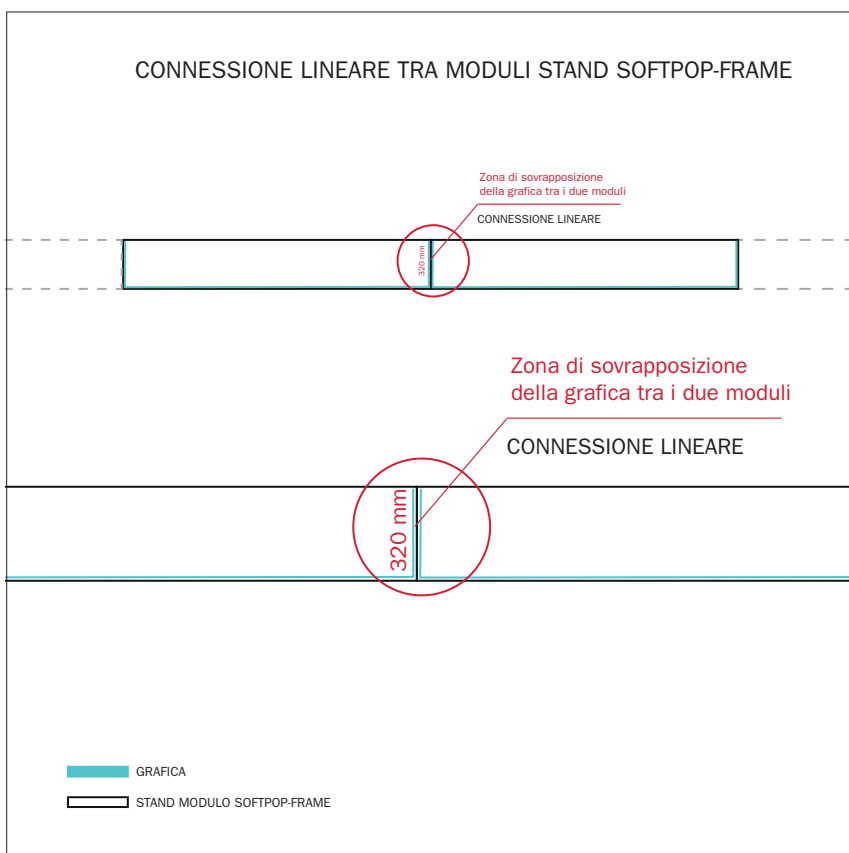 CONNESSIONE LINEARE TRA MODULI STAND SOFTPOP-FRAME
Zona di sovrapposizione
della grafica tra i due moduli
CONNESSIONE LINEARE
320 mm
Zona di sovrapposizione
della grafica tra i due moduli
CONNESSIONE LINEARE
320 mm
GRAFICA
STAND MODULO SOFTPOP-FRAME